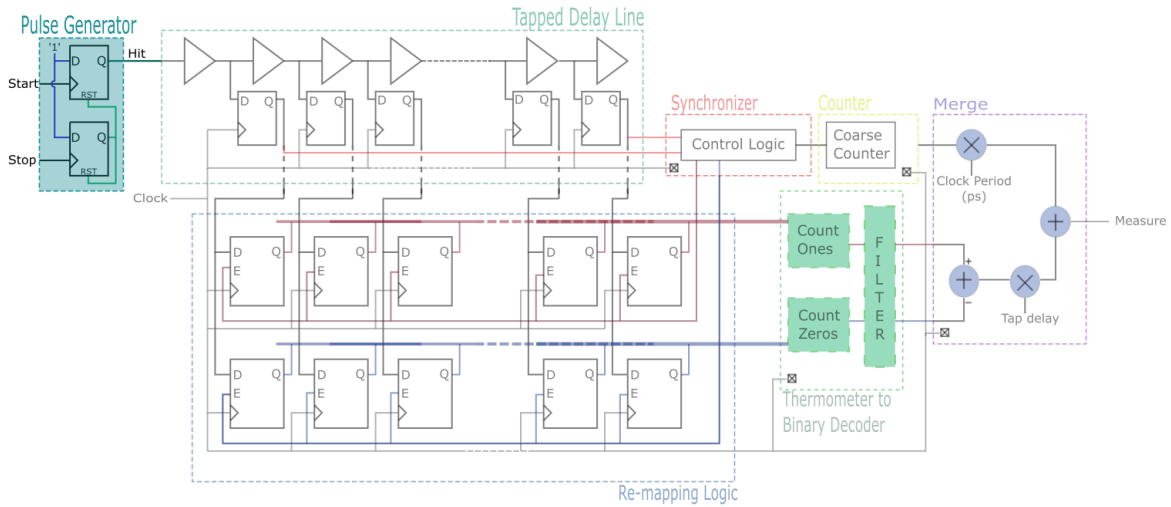 Pulse Generator
Tapped Delay Line
'1'
D Q
Hit
Start
RST
D Q
Stop
RST
D D D D D
Clock
Synchronizer
Control Logic
Counter
Coarse
Counter
Merge
Clock Period
(ps)
Measure
+
−
Tap delay
D Q D Q D Q D Q D Q
E E E E E
Count
Ones
FILTER
Count
Zeros
D Q D Q D Q D Q D Q
E E E E E
Thermometer to
Binary Decoder
Re-mapping Logic